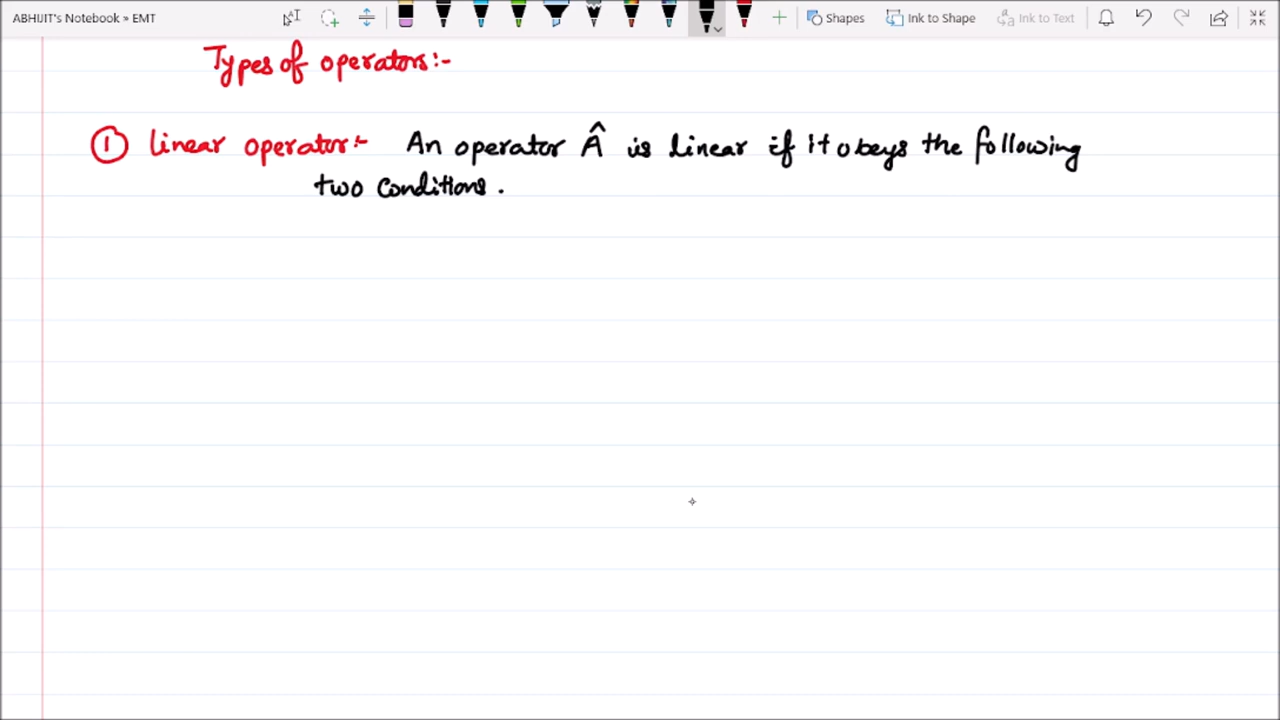 ABHIJIT's Notebook » EMT
Shapes
Ink to Shape
Ink to Text
Types of operators:-
① linear operator:- An operator Â is linear if it obeys the following
two conditions.